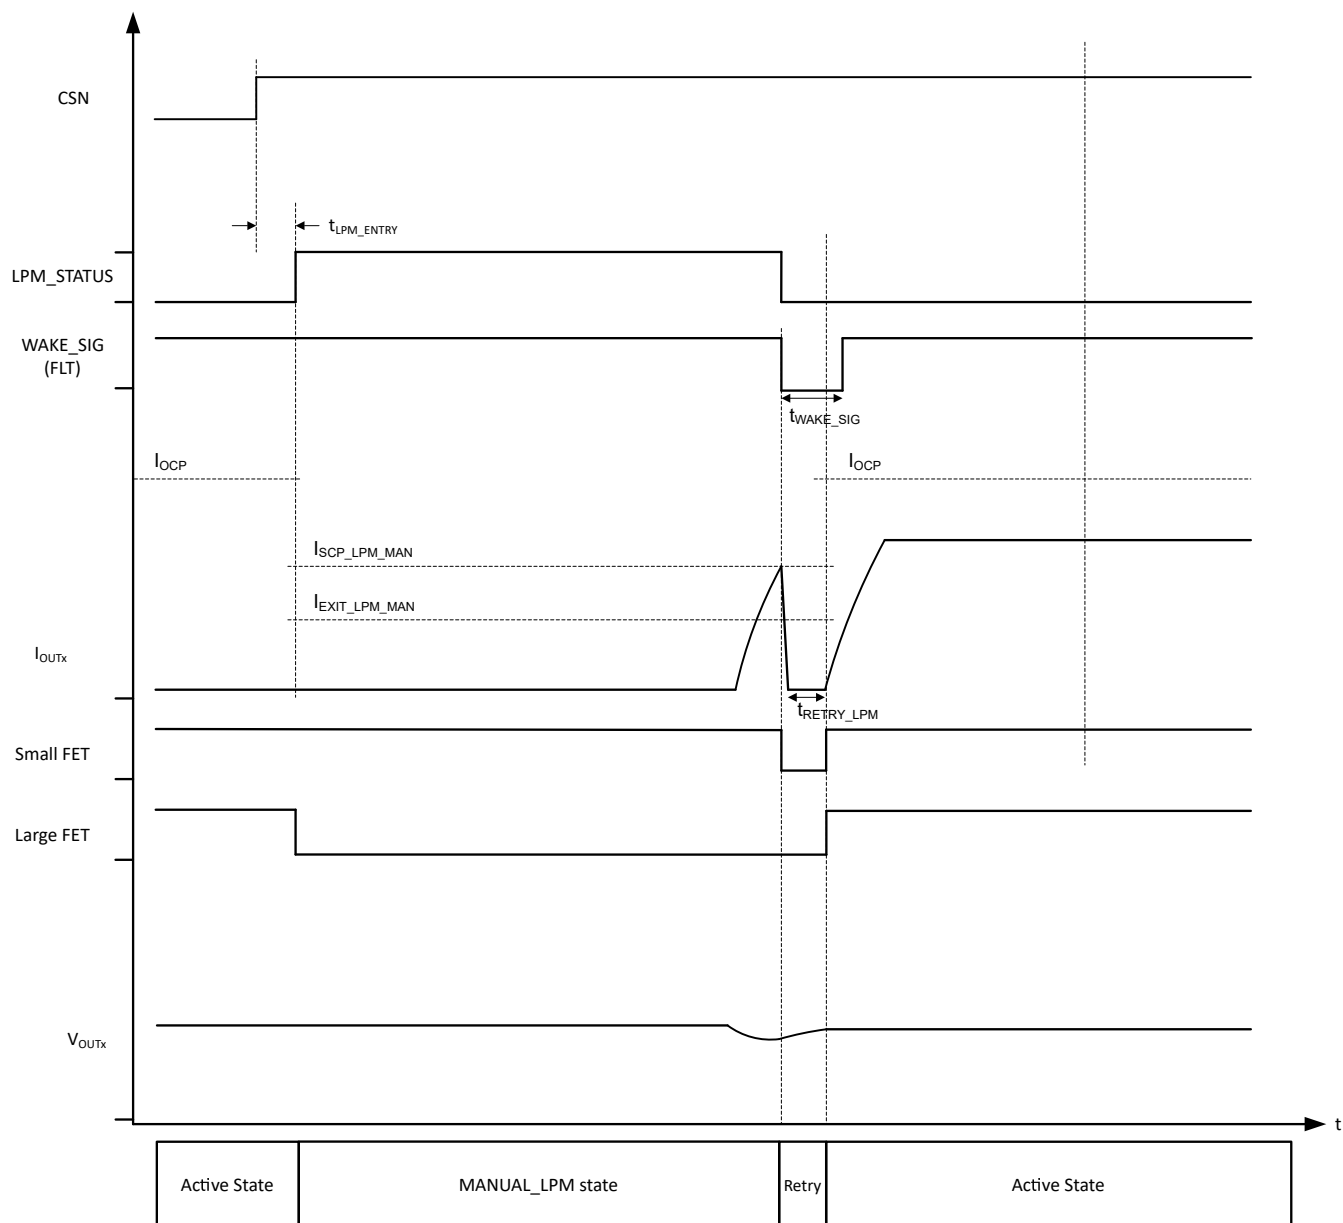 CSN
tLPM_ENTRY
LPM_STATUS
WAKE_SIG
(FLT)
tWAKE_SIG
IOCP
IOCP
ISCP_LPM_MAN
IEXIT_LPM_MAN
IOUTx
tRETRY_LPM
Small FET
Large FET
VOUTx
t
Active State
MANUAL_LPM state
Retry
Active State